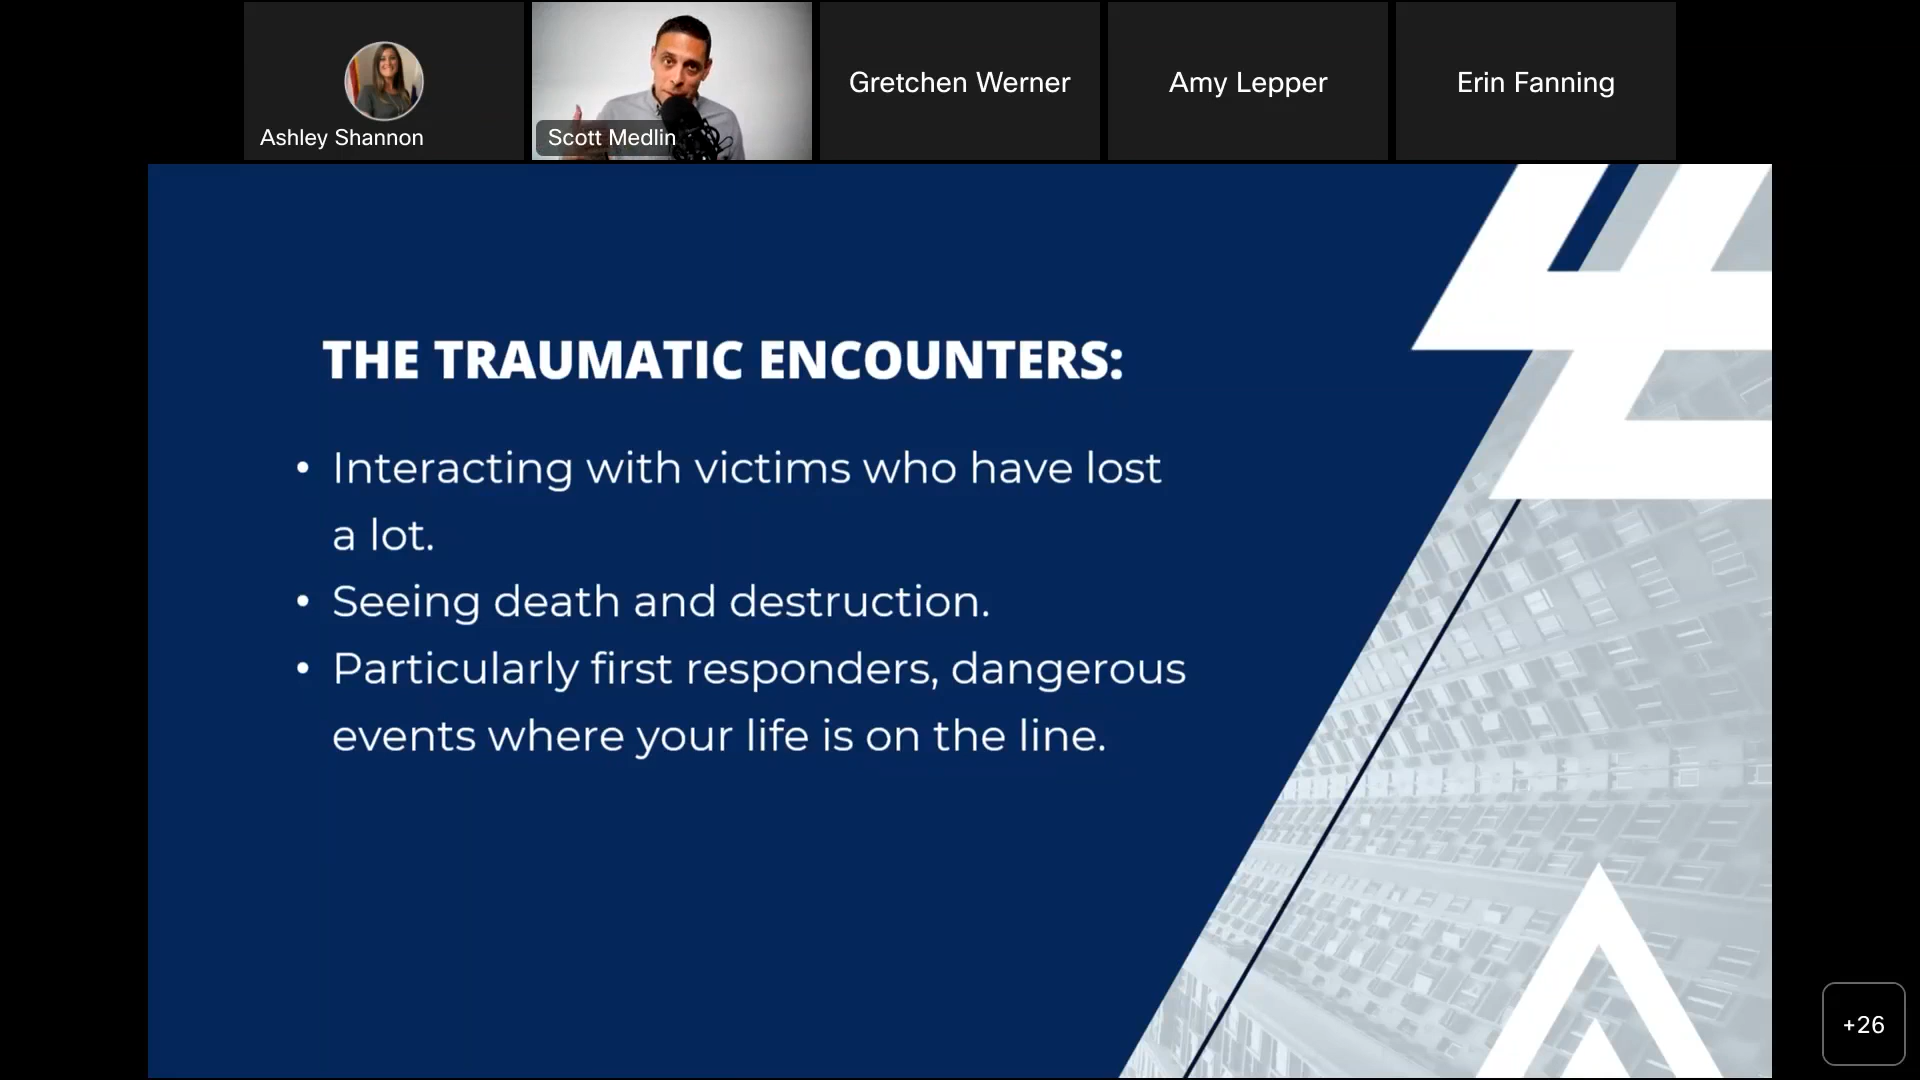 Ashley Shannon
Scott Medlin
Gretchen Werner
Amy Lepper
Erin Fanning
THE TRAUMATIC ENCOUNTERS:
• Interacting with victims who have lost
a lot.
• Seeing death and destruction.
• Particularly first responders, dangerous
events where your life is on the line.
+26